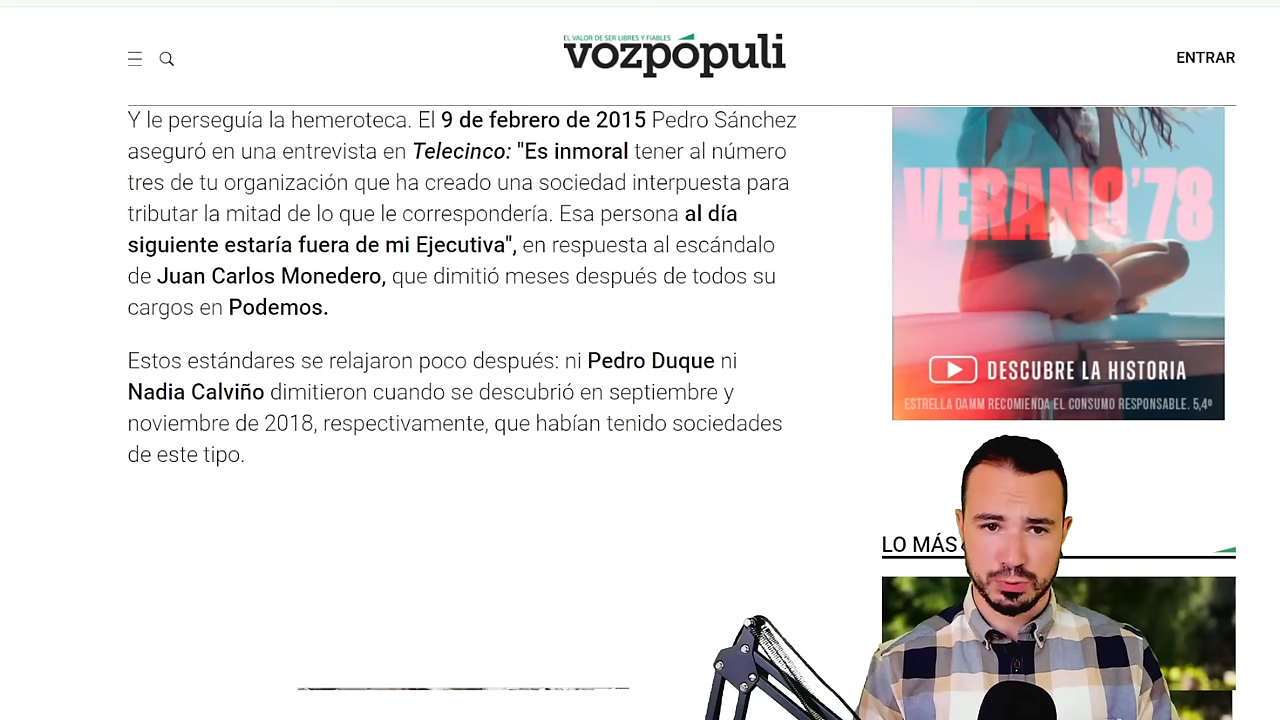 EL VALOR DE SER LIBRES Y FIABLES
vozpópuli
ENTRAR
Y le perseguía la hemeroteca. El 9 de febrero de 2015 Pedro Sánchez
aseguró en una entrevista en Telecinco: "Es inmoral tener al número
tres de tu organización que ha creado una sociedad interpuesta para
tributar la mitad de lo que le correspondería. Esa persona al día
siguiente estaría fuera de mi Ejecutiva", en respuesta al escándalo
de Juan Carlos Monedero, que dimitió meses después de todos su
cargos en Podemos.
Estos estándares se relajaron poco después: ni Pedro Duque ni
Nadia Calviño dimitieron cuando se descubrió en septiembre y
noviembre de 2018, respectivamente, que habían tenido sociedades
de este tipo.
VERANO'78
DESCUBRE LA HISTORIA
ESTRELLA DAMM RECOMIENDA EL CONSUMO RESPONSABLE. 5,4º
LO MÁS